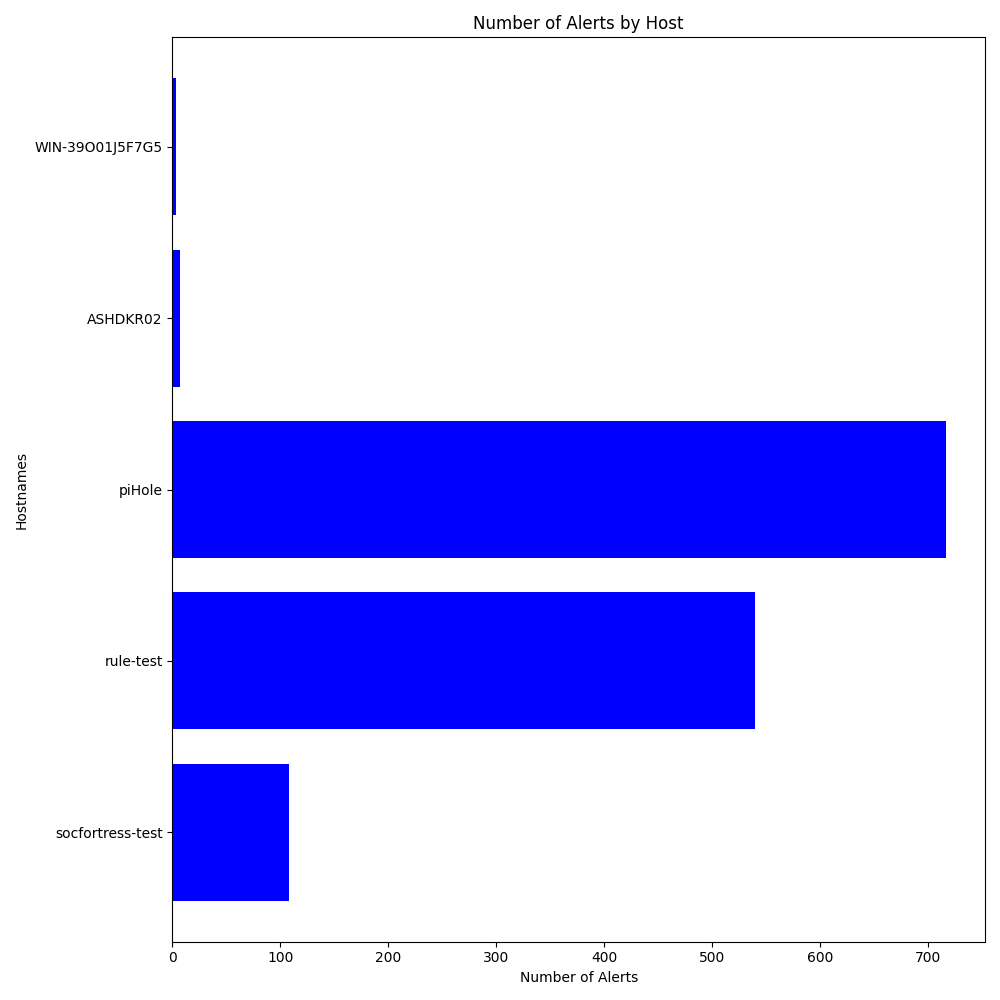 Number of Alerts by Host
WIN-39O01J5F7G5
ASHDKR02
piHole
rule-test
socfortress-test
Hostnames
0 100 200 300 400 500 600 700
Number of Alerts